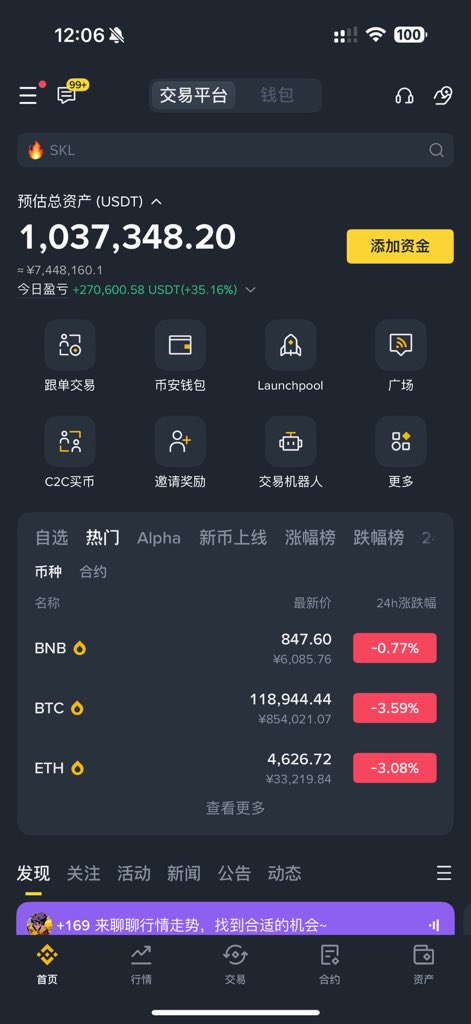 12:06
100
99+
交易平台 钱包
SKL
预估总资产 (USDT)
1,037,348.20
添加资金
≈ ¥7,448,160.1
今日盈亏 +270,600.58 USDT(+35.16%)
跟单交易 币安钱包 Launchpool 广场
C2C买币 邀请奖励 交易机器人 更多
自选 热门 Alpha 新币上线 涨幅榜 跌幅榜
币种 合约
名称 最新价 24h涨跌幅
BNB 847.60 -0.77%
¥6,085.76
BTC 118,944.44 -3.59%
¥854,021.07
ETH 4,626.72 -3.08%
¥33,219.84
查看更多
发现 关注 活动 新闻 公告 动态
+169 来聊聊行情走势，找到合适的机会~
首页 行情 交易 合约 资产